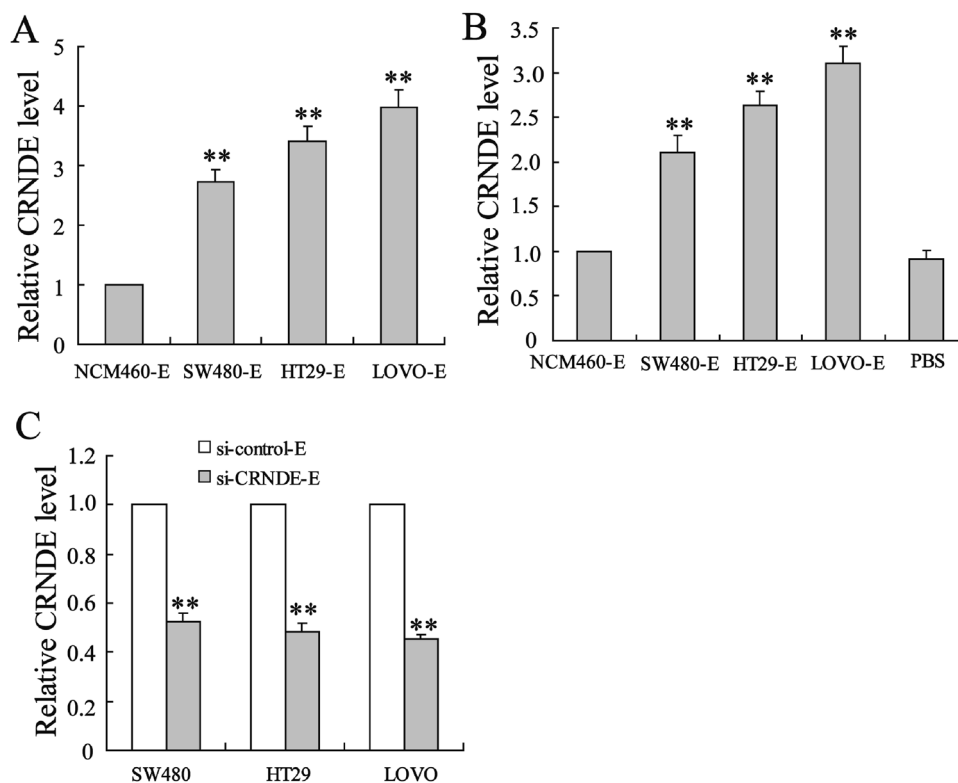 A
Relative CRNDE level
5
4
3
2
1
0
**
**
**
NCM460-E SW480-E HT29-E LOVO-E
B
Relative CRNDE level
3.5
3.0
2.5
2.0
1.5
1.0
0.5
0
**
**
**
NCM460-E SW480-E HT29-E LOVO-E PBS
C
Relative CRNDE level
1.2
1.0
0.8
0.6
0.4
0.2
0
si-control-E
si-CRNDE-E
**
**
**
SW480 HT29 LOVO